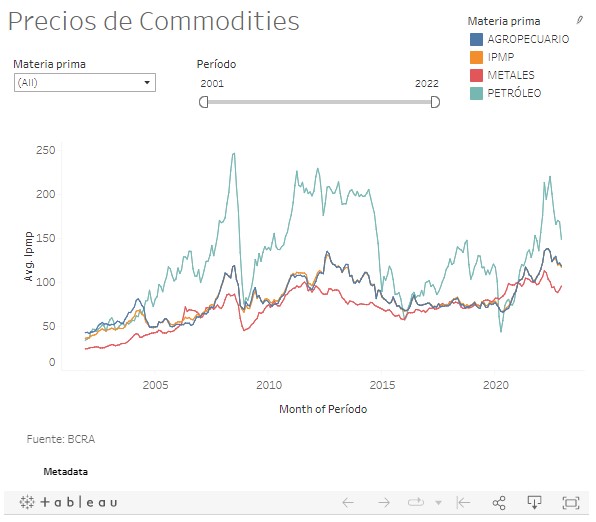 Precios de Commodities
Materia prima
AGROPECUARIO
IPMP
METALES
PETRÓLEO
Materia prima
(All)
Período
2001 2022
250
200
150
100
50
0
Avg. Ipmp
2005 2010 2015 2020
Month of Período
Fuente: BCRA
Metadata
+ a b | e a u